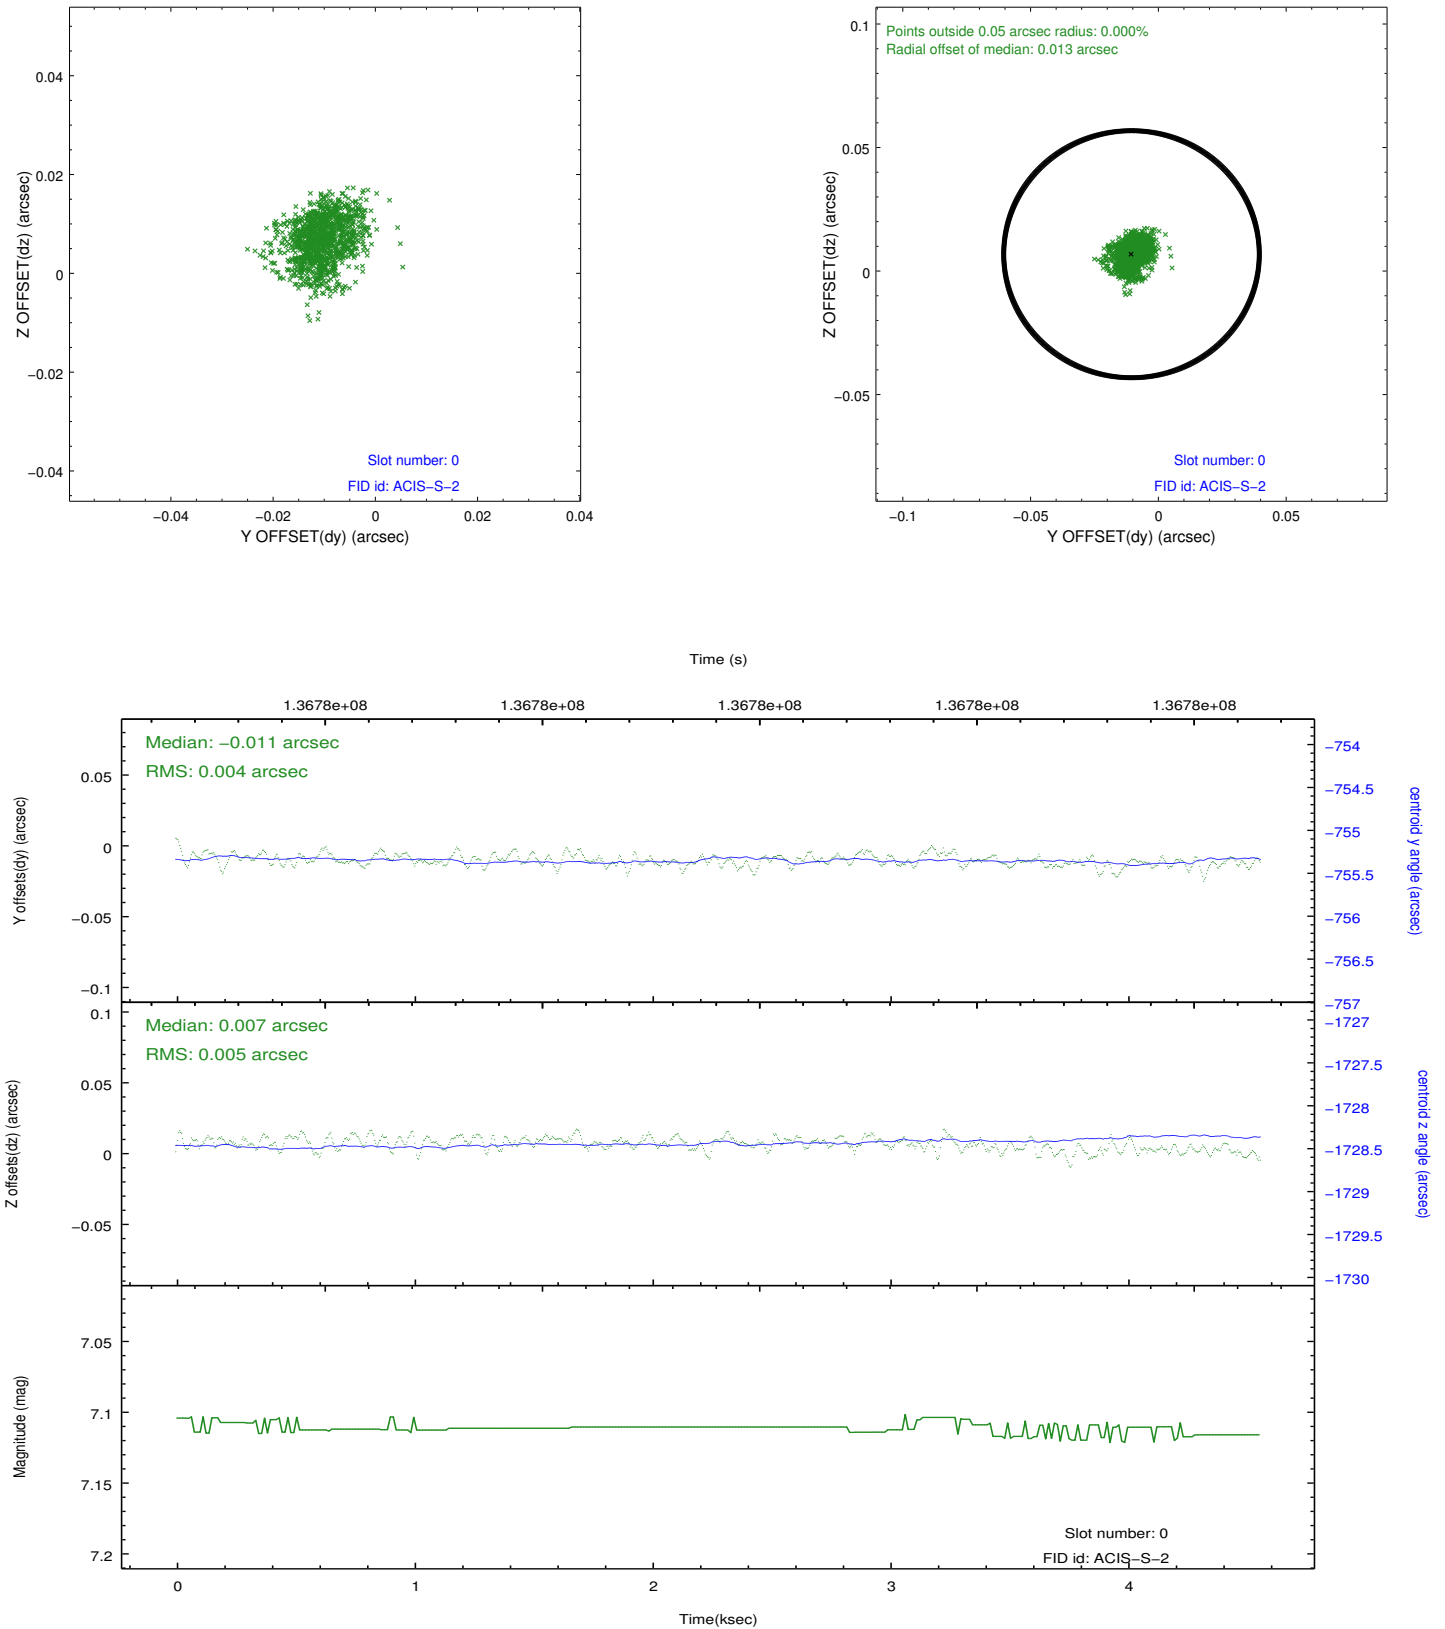 0.04
0.02
0
−0.02
−0.04
Z OFFSET(dz) (arcsec)
Slot number: 0
FID id: ACIS−S−2
−0.04
−0.02
0
0.02
0.04
Y OFFSET(dy) (arcsec)
Points outside 0.05 arcsec radius: 0.000%
Radial offset of median: 0.013 arcsec
0.1
0.05
0
−0.05
Z OFFSET(dz) (arcsec)
Slot number: 0
FID id: ACIS−S−2
−0.1
−0.05
0
0.05
Y OFFSET(dy) (arcsec)
Time (s)
1.3678e+08
1.3678e+08
1.3678e+08
1.3678e+08
1.3678e+08
Median: −0.011 arcsec
RMS: 0.004 arcsec
0.05
0
−0.05
−0.1
Y offsets(dy) (arcsec)
−754
−754.5
−755
−755.5
−756
−756.5
−757
centroid y angle (arcsec)
Median: 0.007 arcsec
RMS: 0.005 arcsec
0.1
0.05
0
−0.05
Z offsets(dz) (arcsec)
−1727
−1727.5
−1728
−1728.5
−1729
−1729.5
−1730
centroid z angle (arcsec)
7.05
7.1
7.15
7.2
Magnitude (mag)
Slot number: 0
FID id: ACIS−S−2
0
1
2
3
4
Time(ksec)